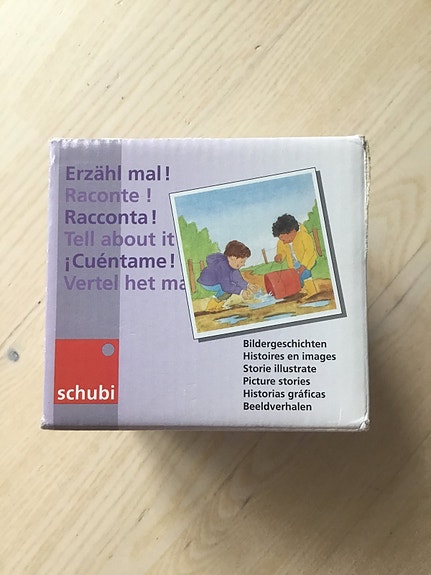 Erzähl mal!
Raconte !
Racconta!
Tell about it
¡Cuéntame!
Vertel het
Bildergeschichten
Histoires en images
Storie illustrate
Picture stories
Historias gráficas
Beeldverhalen
schubi